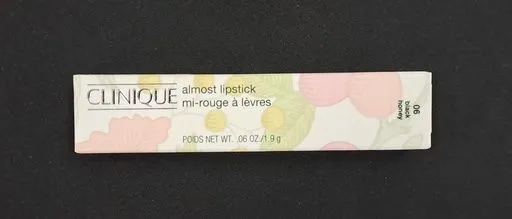 CLINIQUE
almost lipstick
mi-rouge à lèvres
POIDS NET WT. .06 OZ/1.9 g
06
black
honey